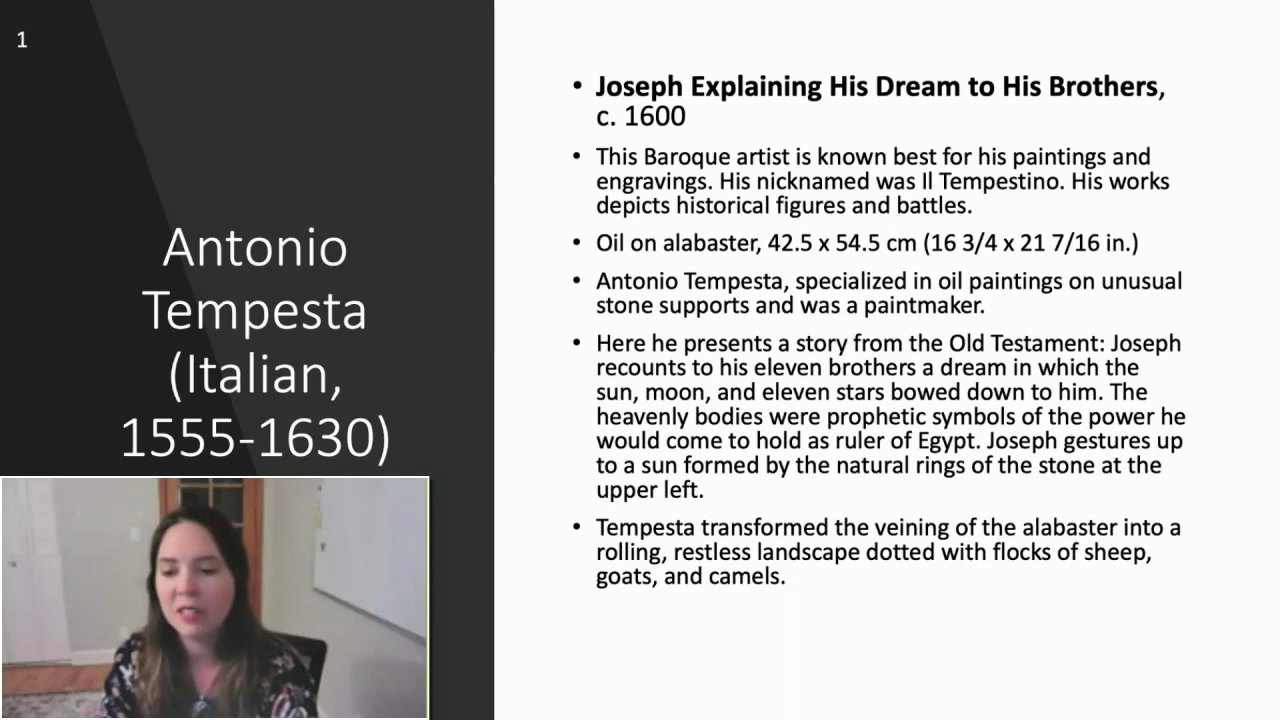 1
Antonio
Tempesta
(Italian,
1555-1630)
• Joseph Explaining His Dream to His Brothers,
c. 1600
• This Baroque artist is known best for his paintings and
engravings. His nicknamed was Il Tempestino. His works
depicts historical figures and battles.
• Oil on alabaster, 42.5 x 54.5 cm (16 3/4 x 21 7/16 in.)
• Antonio Tempesta, specialized in oil paintings on unusual
stone supports and was a paintmaker.
• Here he presents a story from the Old Testament: Joseph
recounts to his eleven brothers a dream in which the
sun, moon, and eleven stars bowed down to him. The
heavenly bodies were prophetic symbols of the power he
would come to hold as ruler of Egypt. Joseph gestures up
to a sun formed by the natural rings of the stone at the
upper left.
• Tempesta transformed the veining of the alabaster into a
rolling, restless landscape dotted with flocks of sheep,
goats, and camels.